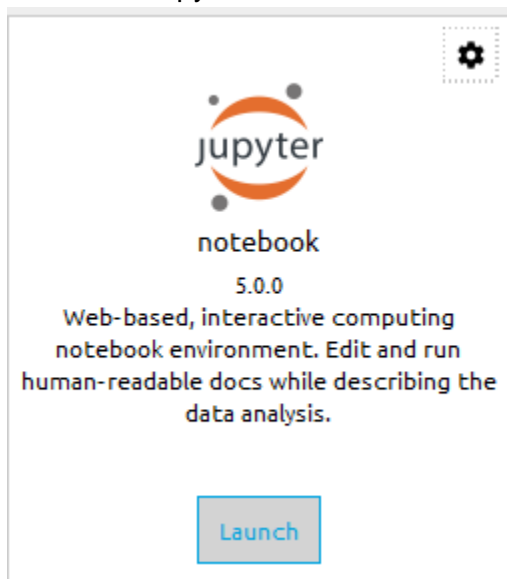 jupyter
notebook
5.0.0
Web-based, interactive computing
notebook environment. Edit and run
human-readable docs while describing the
data analysis.
Launch